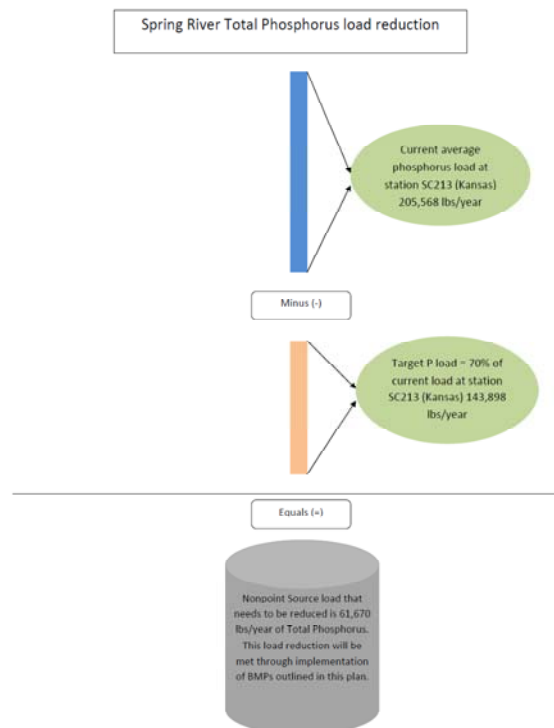 Spring River Total Phosphorus load reduction
Current average
phosphorus load at
station SC213 (Kansas)
205,568 lbs/year
Minus (-)
Target P load = 70% of
current load at station
SC213 (Kansas) 143,898
lbs/year
Equals (=)
Nonpoint Source load that
needs to be reduced is 61,670
lbs/year of Total Phosphorus.
This load reduction will be
met through implementation
of BMPs outlined in this plan.